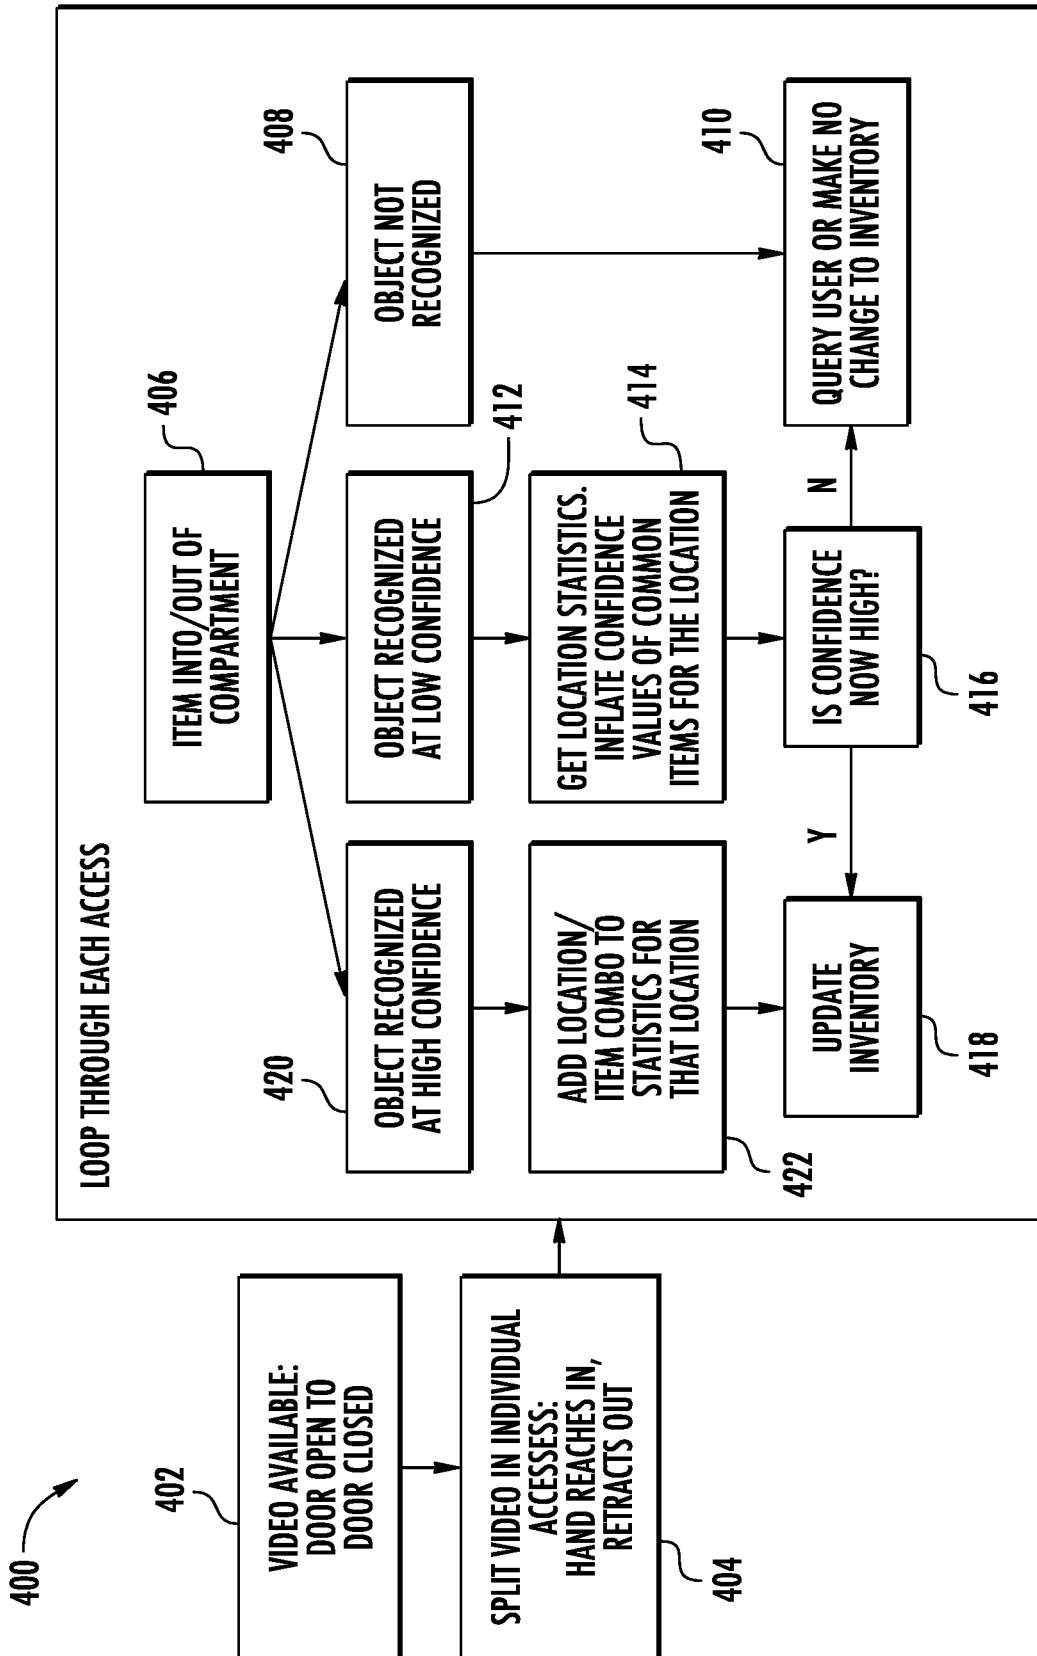 400
402
VIDEO AVAILABLE:
DOOR OPEN TO
DOOR CLOSED
SPLIT VIDEO IN INDIVIDUAL
ACCESSESS:
HAND REACHES IN,
RETRACTS OUT
404
LOOP THROUGH EACH ACCESS
406
ITEM INTO/OUT OF
COMPARTMENT
420
OBJECT RECOGNIZED
AT HIGH CONFIDENCE
OBJECT RECOGNIZED
AT LOW CONFIDENCE
412
408
OBJECT NOT
RECOGNIZED
ADD LOCATION/
ITEM COMBO TO
STATISTICS FOR
THAT LOCATION
422
414
GET LOCATION STATISTICS.
INFLATE CONFIDENCE
VALUES OF COMMON
ITEMS FOR THE LOCATION
UPDATE
INVENTORY
418
Y
IS CONFIDENCE
NOW HIGH?
416
N
410
QUERY USER OR MAKE NO
CHANGE TO INVENTORY